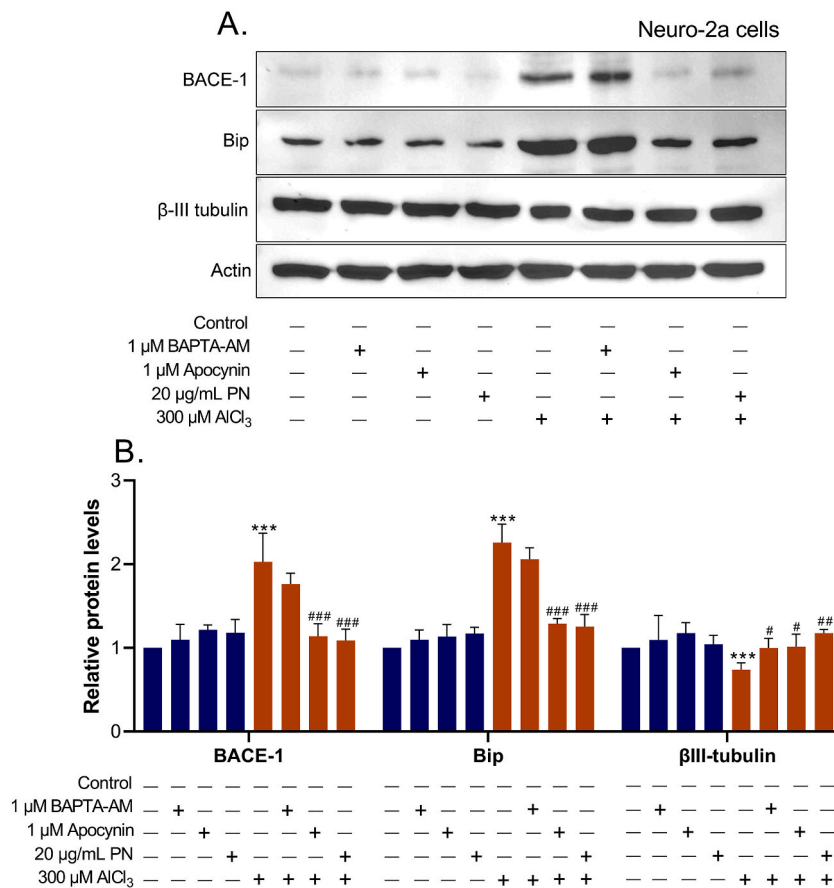 A.
Neuro-2a cells
BACE-1
Bip
β-III tubulin
Actin
Control — — — — — — — —
1 µM BAPTA-AM — + — — — + — —
1 µM Apocynin — — + — — — + —
20 µg/mL PN — — — + — — — +
300 µM AlCl₃ — — — — + + + +
B.
Relative protein levels
3
2
1
0
*** ### ###
*** ### ###
*** # # ##
BACE-1 Bip βIII-tubulin
Control — — — — — — — — — — — — — — — — — — — — — — — —
1 µM BAPTA-AM — + — — — + — — — + — — — + — — — + — — — + — —
1 µM Apocynin — — + — — — + — — — + — — — + — — — + — — — + —
20 µg/mL PN — — — + — — — + — — — + — — — + — — — + — — — +
300 µM AlCl₃ — — — — + + + + — — — — + + + + — — — — + + + +